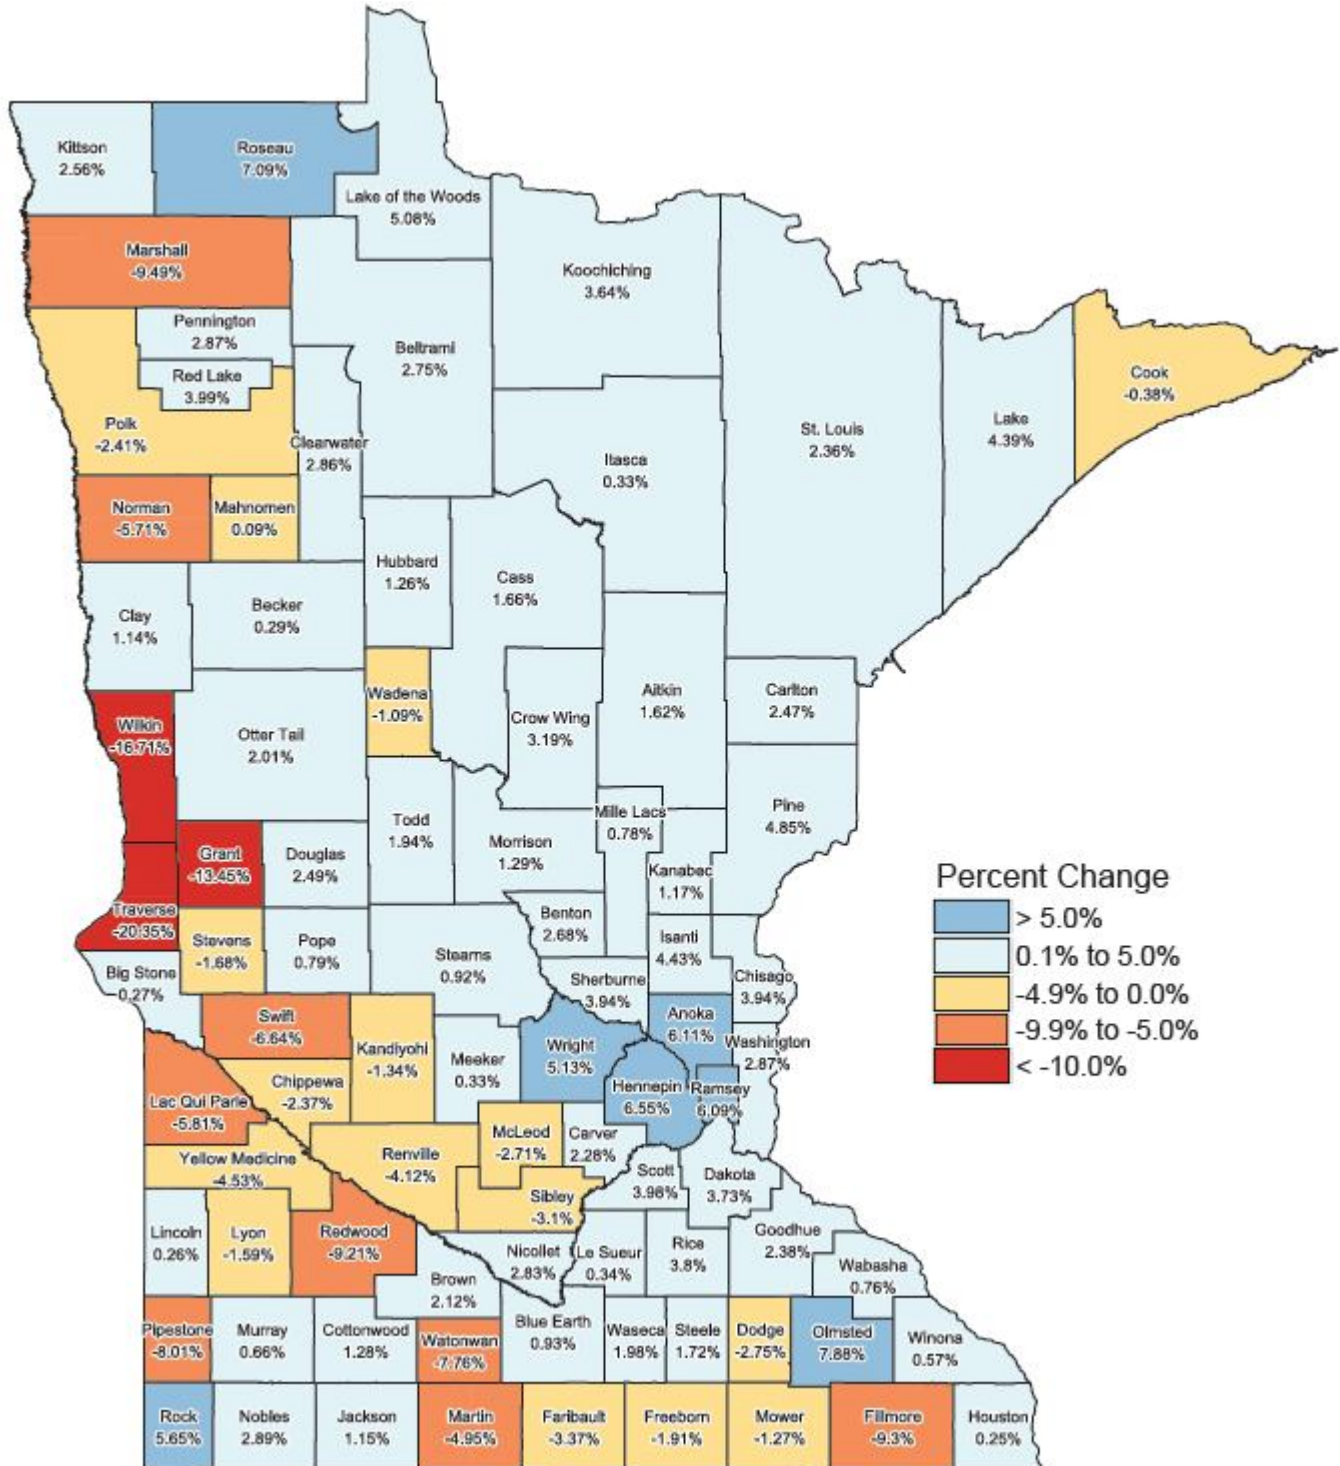 Kittson
2.56%
Roseau
7.09%
Lake of the Woods
5.08%
Marshall
-9.49%
Koochiching
3.64%
Pennington
2.87%
Beltrami
2.75%
Red Lake
3.99%
Cook
-0.38%
Polk
-2.41%
Clearwater
2.86%
St. Louis
2.36%
Lake
4.39%
Itasca
0.33%
Norman
-5.71%
Mahnomen
0.09%
Hubbard
1.26%
Cass
1.66%
Clay
1.14%
Becker
0.29%
Wadena
-1.09%
Aitkin
1.62%
Carlton
2.47%
Wilkin
-16.71%
Otter Tail
2.01%
Crow Wing
3.19%
Todd
1.94%
Mille Lacs
0.78%
Pine
4.85%
Grant
-13.45%
Douglas
2.49%
Morrison
1.29%
Kanabec
1.17%
Traverse
-20.35%
Benton
2.68%
Stevens
-1.68%
Pope
0.79%
Stearns
0.92%
Isanti
4.43%
Big Stone
0.27%
Sherburne
3.94%
Chisago
3.94%
Swift
-6.64%
Anoka
6.11%
Kandiyohi
-1.34%
Meeker
0.33%
Wright
5.13%
Washington
2.87%
Chippewa
-2.37%
Hennepin
6.55%
Ramsey
6.09%
Lac Qui Parle
-5.81%
McLeod
-2.71%
Carver
2.28%
Yellow Medicine
-4.53%
Renville
-4.12%
Scott
3.98%
Dakota
3.73%
Sibley
-3.1%
Lincoln
0.26%
Lyon
-1.59%
Redwood
-9.21%
Nicollet
2.83%
Le Sueur
0.34%
Rice
3.8%
Goodhue
2.38%
Wabasha
0.76%
Brown
2.12%
Pipestone
-8.01%
Murray
0.66%
Cottonwood
1.28%
Watonwan
-7.76%
Blue Earth
0.93%
Waseca
1.98%
Steele
1.72%
Dodge
-2.75%
Olmsted
7.88%
Winona
0.57%
Rock
5.65%
Nobles
2.89%
Jackson
1.15%
Martin
-4.95%
Faribault
-3.37%
Freeborn
-1.91%
Mower
-1.27%
Fillmore
-9.3%
Houston
0.25%
Percent Change
> 5.0%
0.1% to 5.0%
-4.9% to 0.0%
-9.9% to -5.0%
< -10.0%